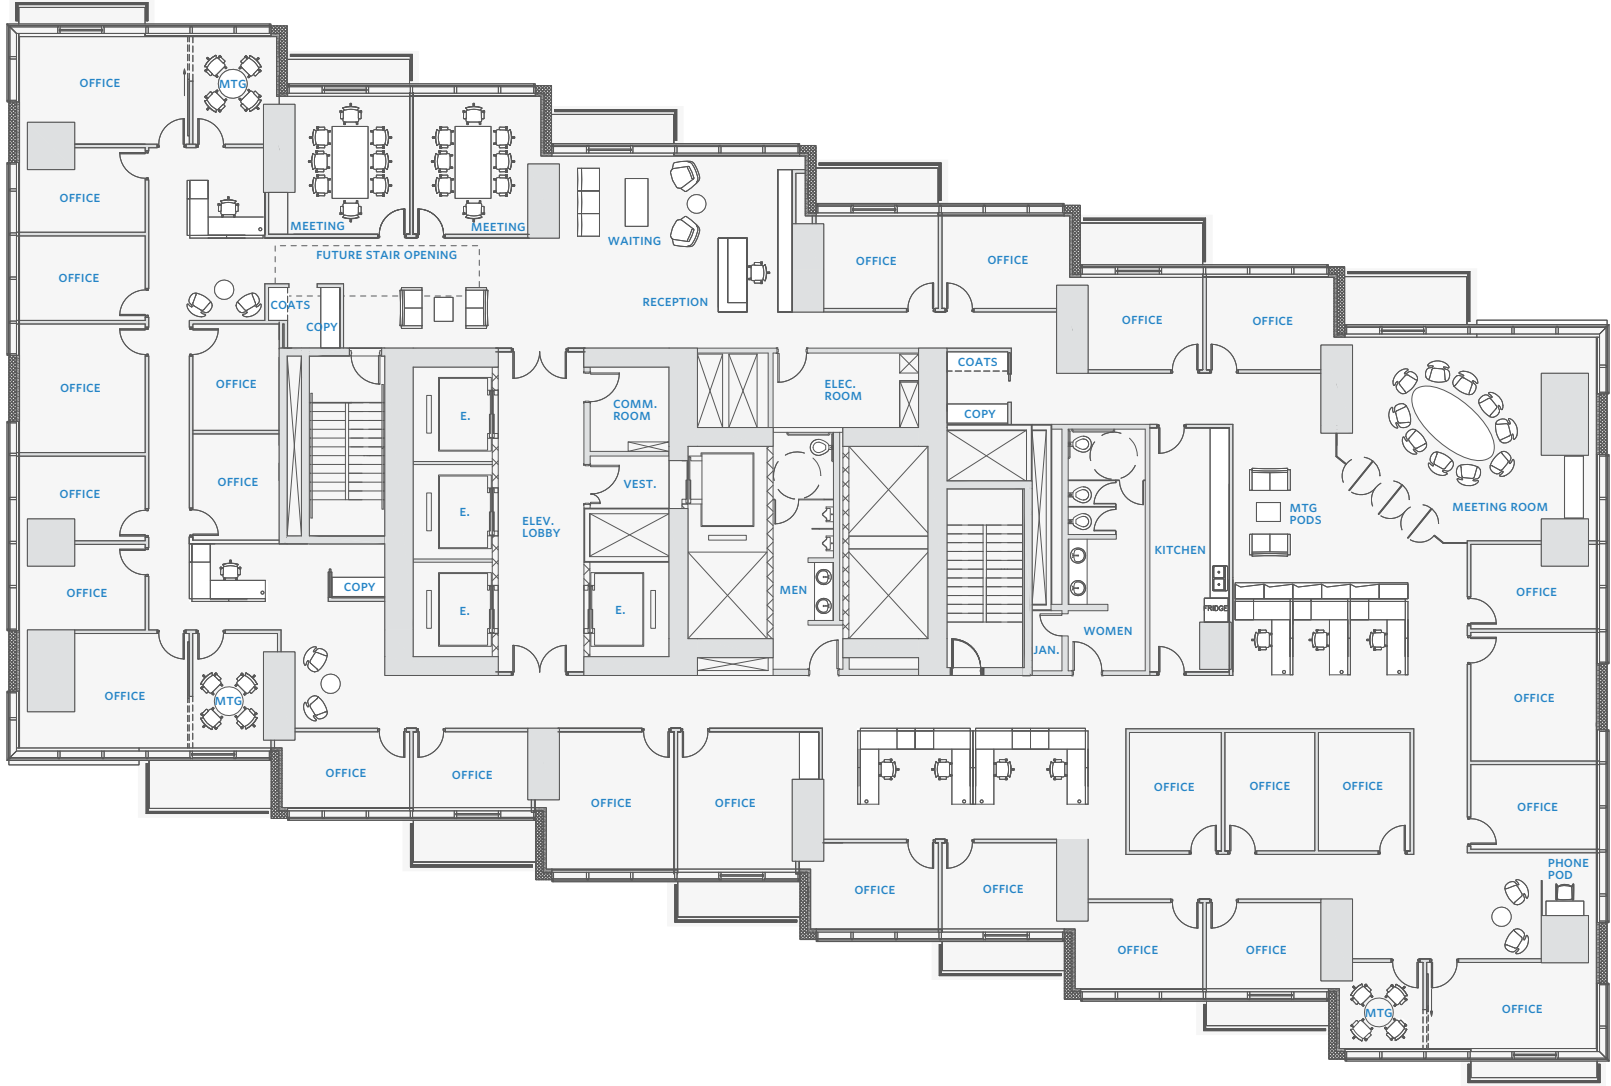 OFFICE
MTG
OFFICE
MEETING
MEETING
WAITING
FUTURE STAIR OPENING
OFFICE
OFFICE
OFFICE
COATS
RECEPTION
COPY
OFFICE
OFFICE
OFFICE
OFFICE
COATS
ELEC.
ROOM
COMM.
ROOM
E.
COPY
OFFICE
OFFICE
VEST.
E.
ELEV.
LOBBY
MTG
PODS
MEETING ROOM
KITCHEN
OFFICE
COPY
MEN
OFFICE
E.
E.
FRIDGE
WOMEN
JAN.
OFFICE
MTG
OFFICE
OFFICE
OFFICE
OFFICE
OFFICE
OFFICE
OFFICE
OFFICE
OFFICE
PHONE
POD
OFFICE
OFFICE
OFFICE
OFFICE
MTG
OFFICE